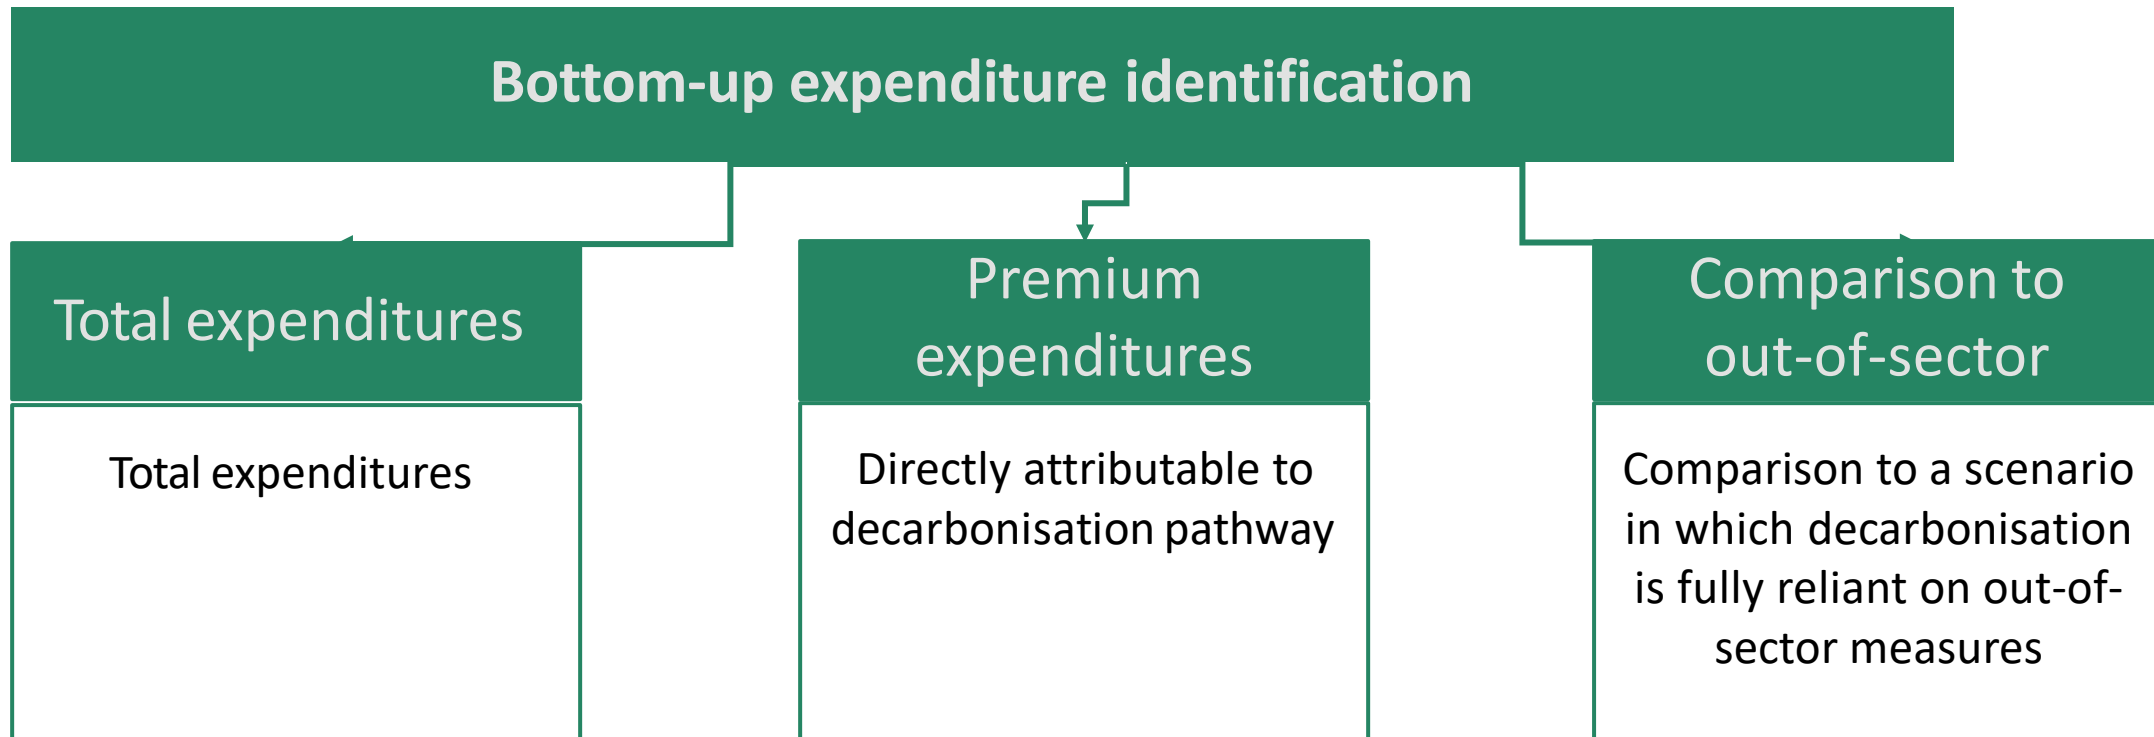 Bottom-up expenditure identification
Total expenditures
Total expenditures
Premium
expenditures
Directly attributable to
decarbonisation pathway
Comparison to
out-of-sector
Comparison to a scenario
in which decarbonisation
is fully reliant on out-of-
sector measures